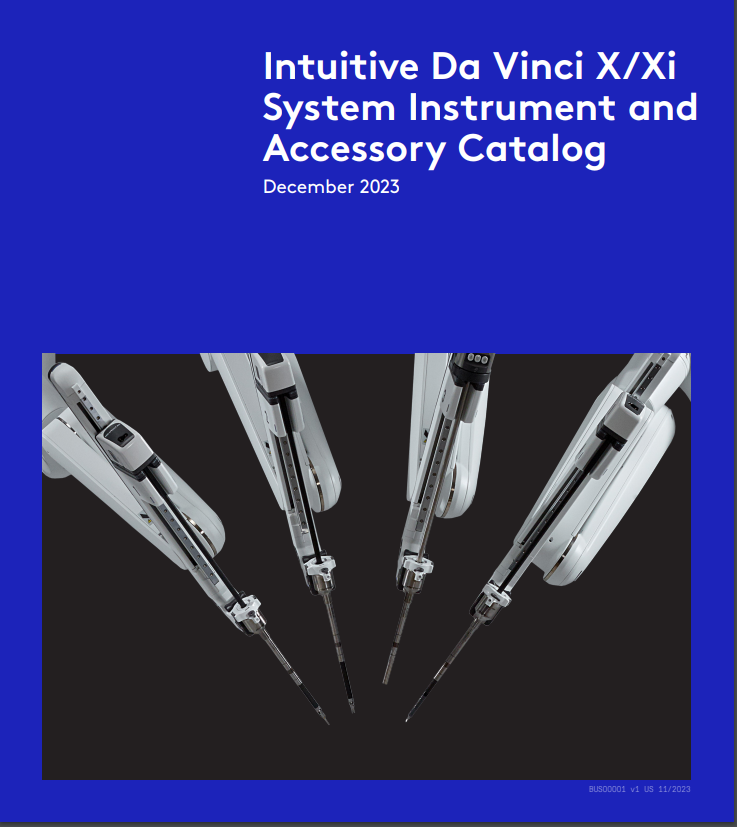 Intuitive Da Vinci X/Xi
System Instrument and
Accessory Catalog
December 2023
BUS00001 v1 US 11/2023